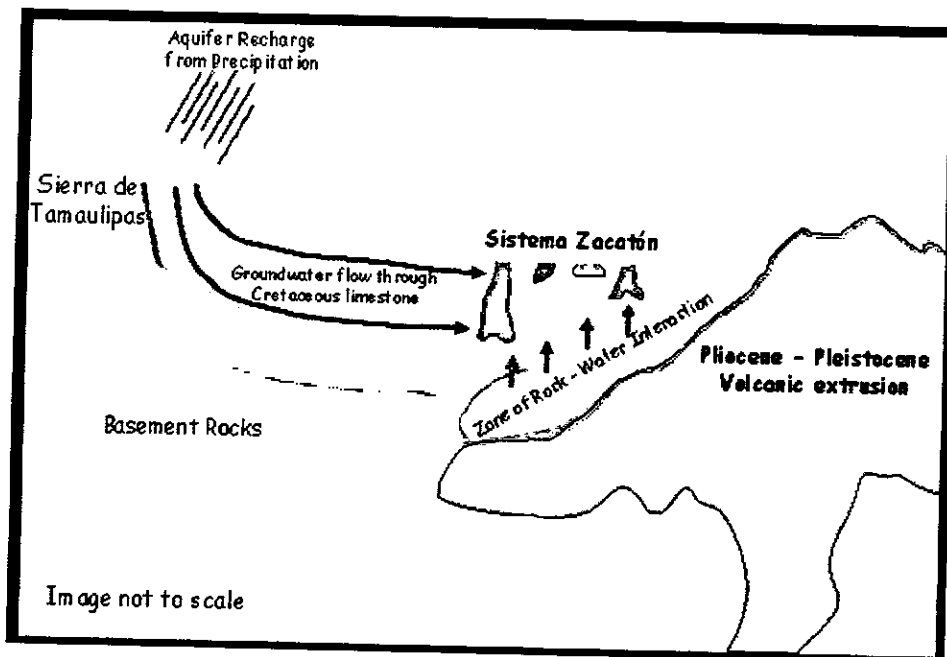 Aquifer Recharge
from Precipitation
Sierra de
Tamaulipas
Sistema Zacatón
Groundwater flow through
Cretaceous limestone
Zone of Rock - Water Interaction
Pliocene - Pleistocene
Volcanic extrusion
Basement Rocks
Image not to scale